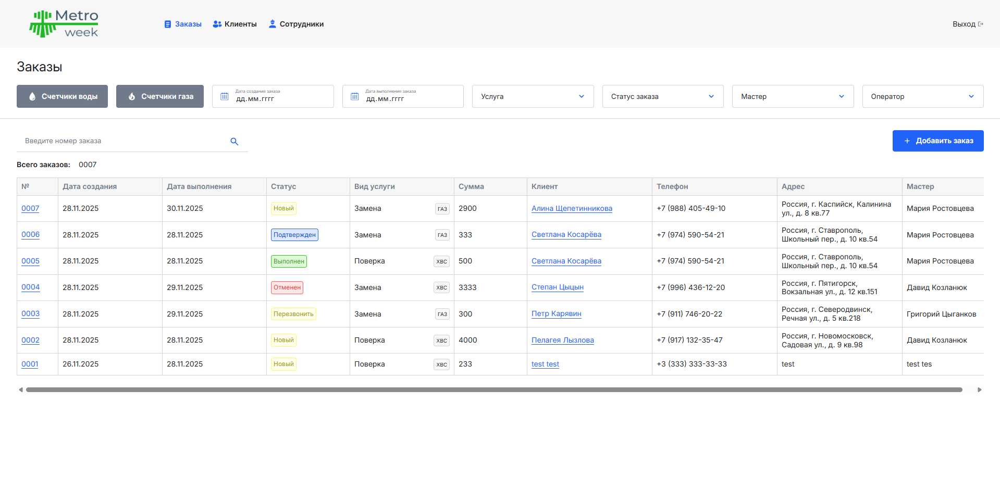 Metro
week
Заказы Клиенты Сотрудники Выход
Заказы
Счетчики воды Счетчики газа Дата создания заказа дд.мм.гггг Дата выполнения заказа дд.мм.гггг Услуга Статус заказа Мастер Оператор
Введите номер заказа + Добавить заказ
Всего заказов: 0007
№ Дата создания Дата выполнения Статус Вид услуги Сумма Клиент Телефон Адрес Мастер
0007 28.11.2025 30.11.2025 Новый Замена ГАЗ 2900 Алина Щепетинникова +7 (988) 405-49-10 Россия, г. Каспийск, Калинина
ул., д. 8 кв.77 Мария Ростовцева
0006 28.11.2025 28.11.2025 Подтвержден Замена ГАЗ 333 Светлана Косарёва +7 (974) 590-54-21 Россия, г. Ставрополь,
Школьный пер., д. 10 кв.54 Мария Ростовцева
0005 28.11.2025 28.11.2025 Выполнен Поверка ХВС 500 Светлана Косарёва +7 (974) 590-54-21 Россия, г. Ставрополь,
Школьный пер., д. 10 кв.54 Мария Ростовцева
0004 28.11.2025 29.11.2025 Отменен Замена ХВС 3333 Степан Цыцын +7 (996) 436-12-20 Россия, г. Пятигорск,
Вокзальная ул., д. 12 кв.151 Давид Козланюк
0003 28.11.2025 29.11.2025 Перезвонить Замена ГАЗ 300 Петр Карявин +7 (911) 746-20-22 Россия, г. Северодвинск,
Речная ул., д. 5 кв.218 Григорий Цыганков
0002 28.11.2025 28.11.2025 Новый Поверка ХВС 4000 Пелагея Лызлова +7 (917) 132-35-47 Россия, г. Новомосковск,
Садовая ул., д. 9 кв.98 Давид Козланюк
0001 26.11.2025 28.11.2025 Новый Поверка ХВС 233 test test +3 (333) 333-33-33 test test tes